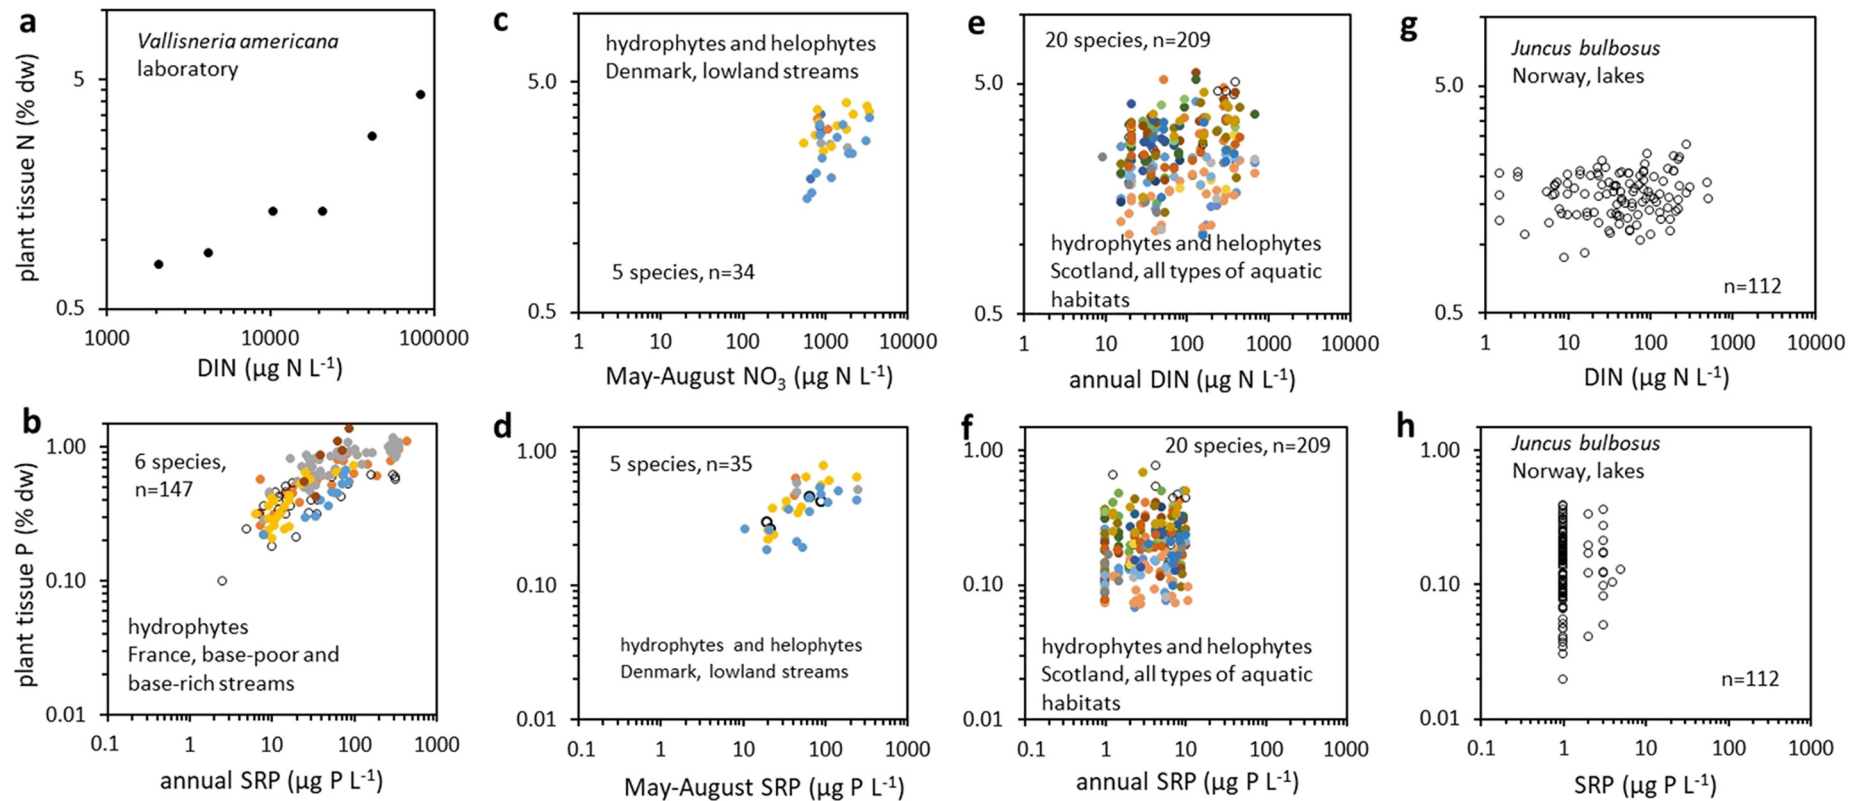 a
Vallisneria americana
laboratory
plant tissue N (% dw)
5
0.5
1000
10000
100000
DIN (µg N L-1)
c
hydrophytes and helophytes
Denmark, lowland streams
5.0
5 species, n=34
0.5
1
10
100
1000
10000
May-August NO3 (µg N L-1)
e
20 species, n=209
5.0
hydrophytes and helophytes
Scotland, all types of aquatic
habitats
0.5
1
10
100
1000
10000
annual DIN (µg N L-1)
g
Juncus bulbosus
Norway, lakes
5.0
n=112
0.5
1
10
100
1000
10000
DIN (µg N L-1)
b
1.00
6 species,
n=147
plant tissue P (% dw)
0.10
hydrophytes
France, base-poor and
base-rich streams
0.01
0.1
1
10
100
1000
annual SRP (µg P L-1)
d
1.00
5 species, n=35
0.10
hydrophytes and helophytes
Denmark, lowland streams
0.01
0.1
1
10
100
1000
May-August SRP (µg P L-1)
f
1.00
20 species, n=209
0.10
hydrophytes and helophytes
Scotland, all types of aquatic
habitats
0.01
0.1
1
10
100
1000
annual SRP (µg P L-1)
h
1.00
Juncus bulbosus
Norway, lakes
0.10
n=112
0.01
0.1
1
10
100
1000
SRP (µg P L-1)